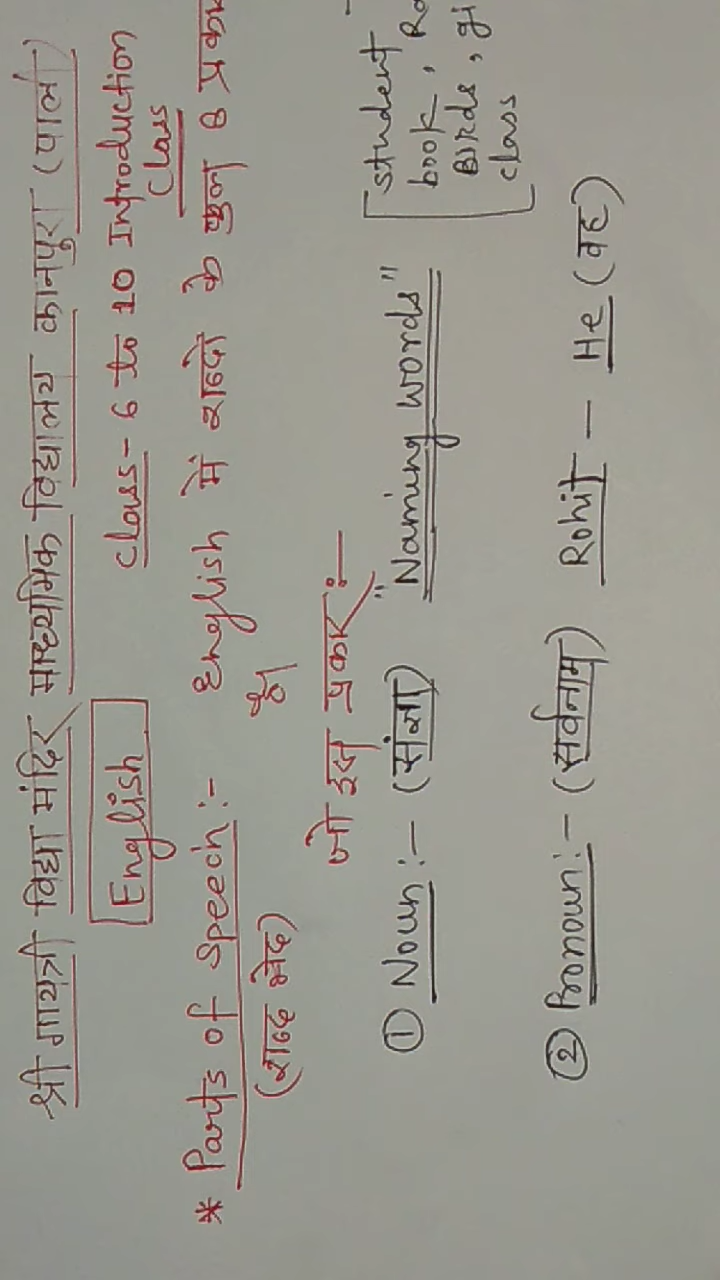 श्री गायत्री विद्या मंदिर माध्यमिक विद्यालय कानपुरा (पाली)
English
Class - 6 to 10 Introduction
Class
* Parts of Speech :- English में शब्दो के कुल 8
(शब्द भेद) है।
जो इस प्रकार :-
① Noun :- (संज्ञा) "Naming words" [student
book,
Birds,
class
② Pronoun :- (सर्वनाम) Rohit - He (वह)